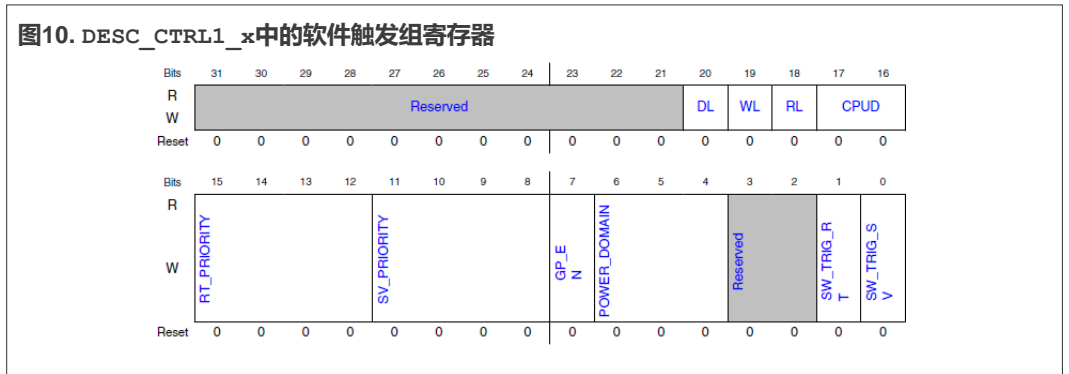 图10. DESC_CTRL1_x中的软件触发组寄存器
Bits 31 30 29 28 27 26 25 24 23 22 21 20 19 18 17 16
R
W
Reserved DL WL RL CPUD
Reset 0 0 0 0 0 0 0 0 0 0 0 0 0 0 0 0
Bits 15 14 13 12 11 10 9 8 7 6 5 4 3 2 1 0
R
W
RT_PRIORITY
SV_PRIORITY
GP_E
N
POWER_DOMAIN
Reserved
SW_TRIG_R
T
SW_TRIG_S
V
Reset 0 0 0 0 0 0 0 0 0 0 0 0 0 0 0 0